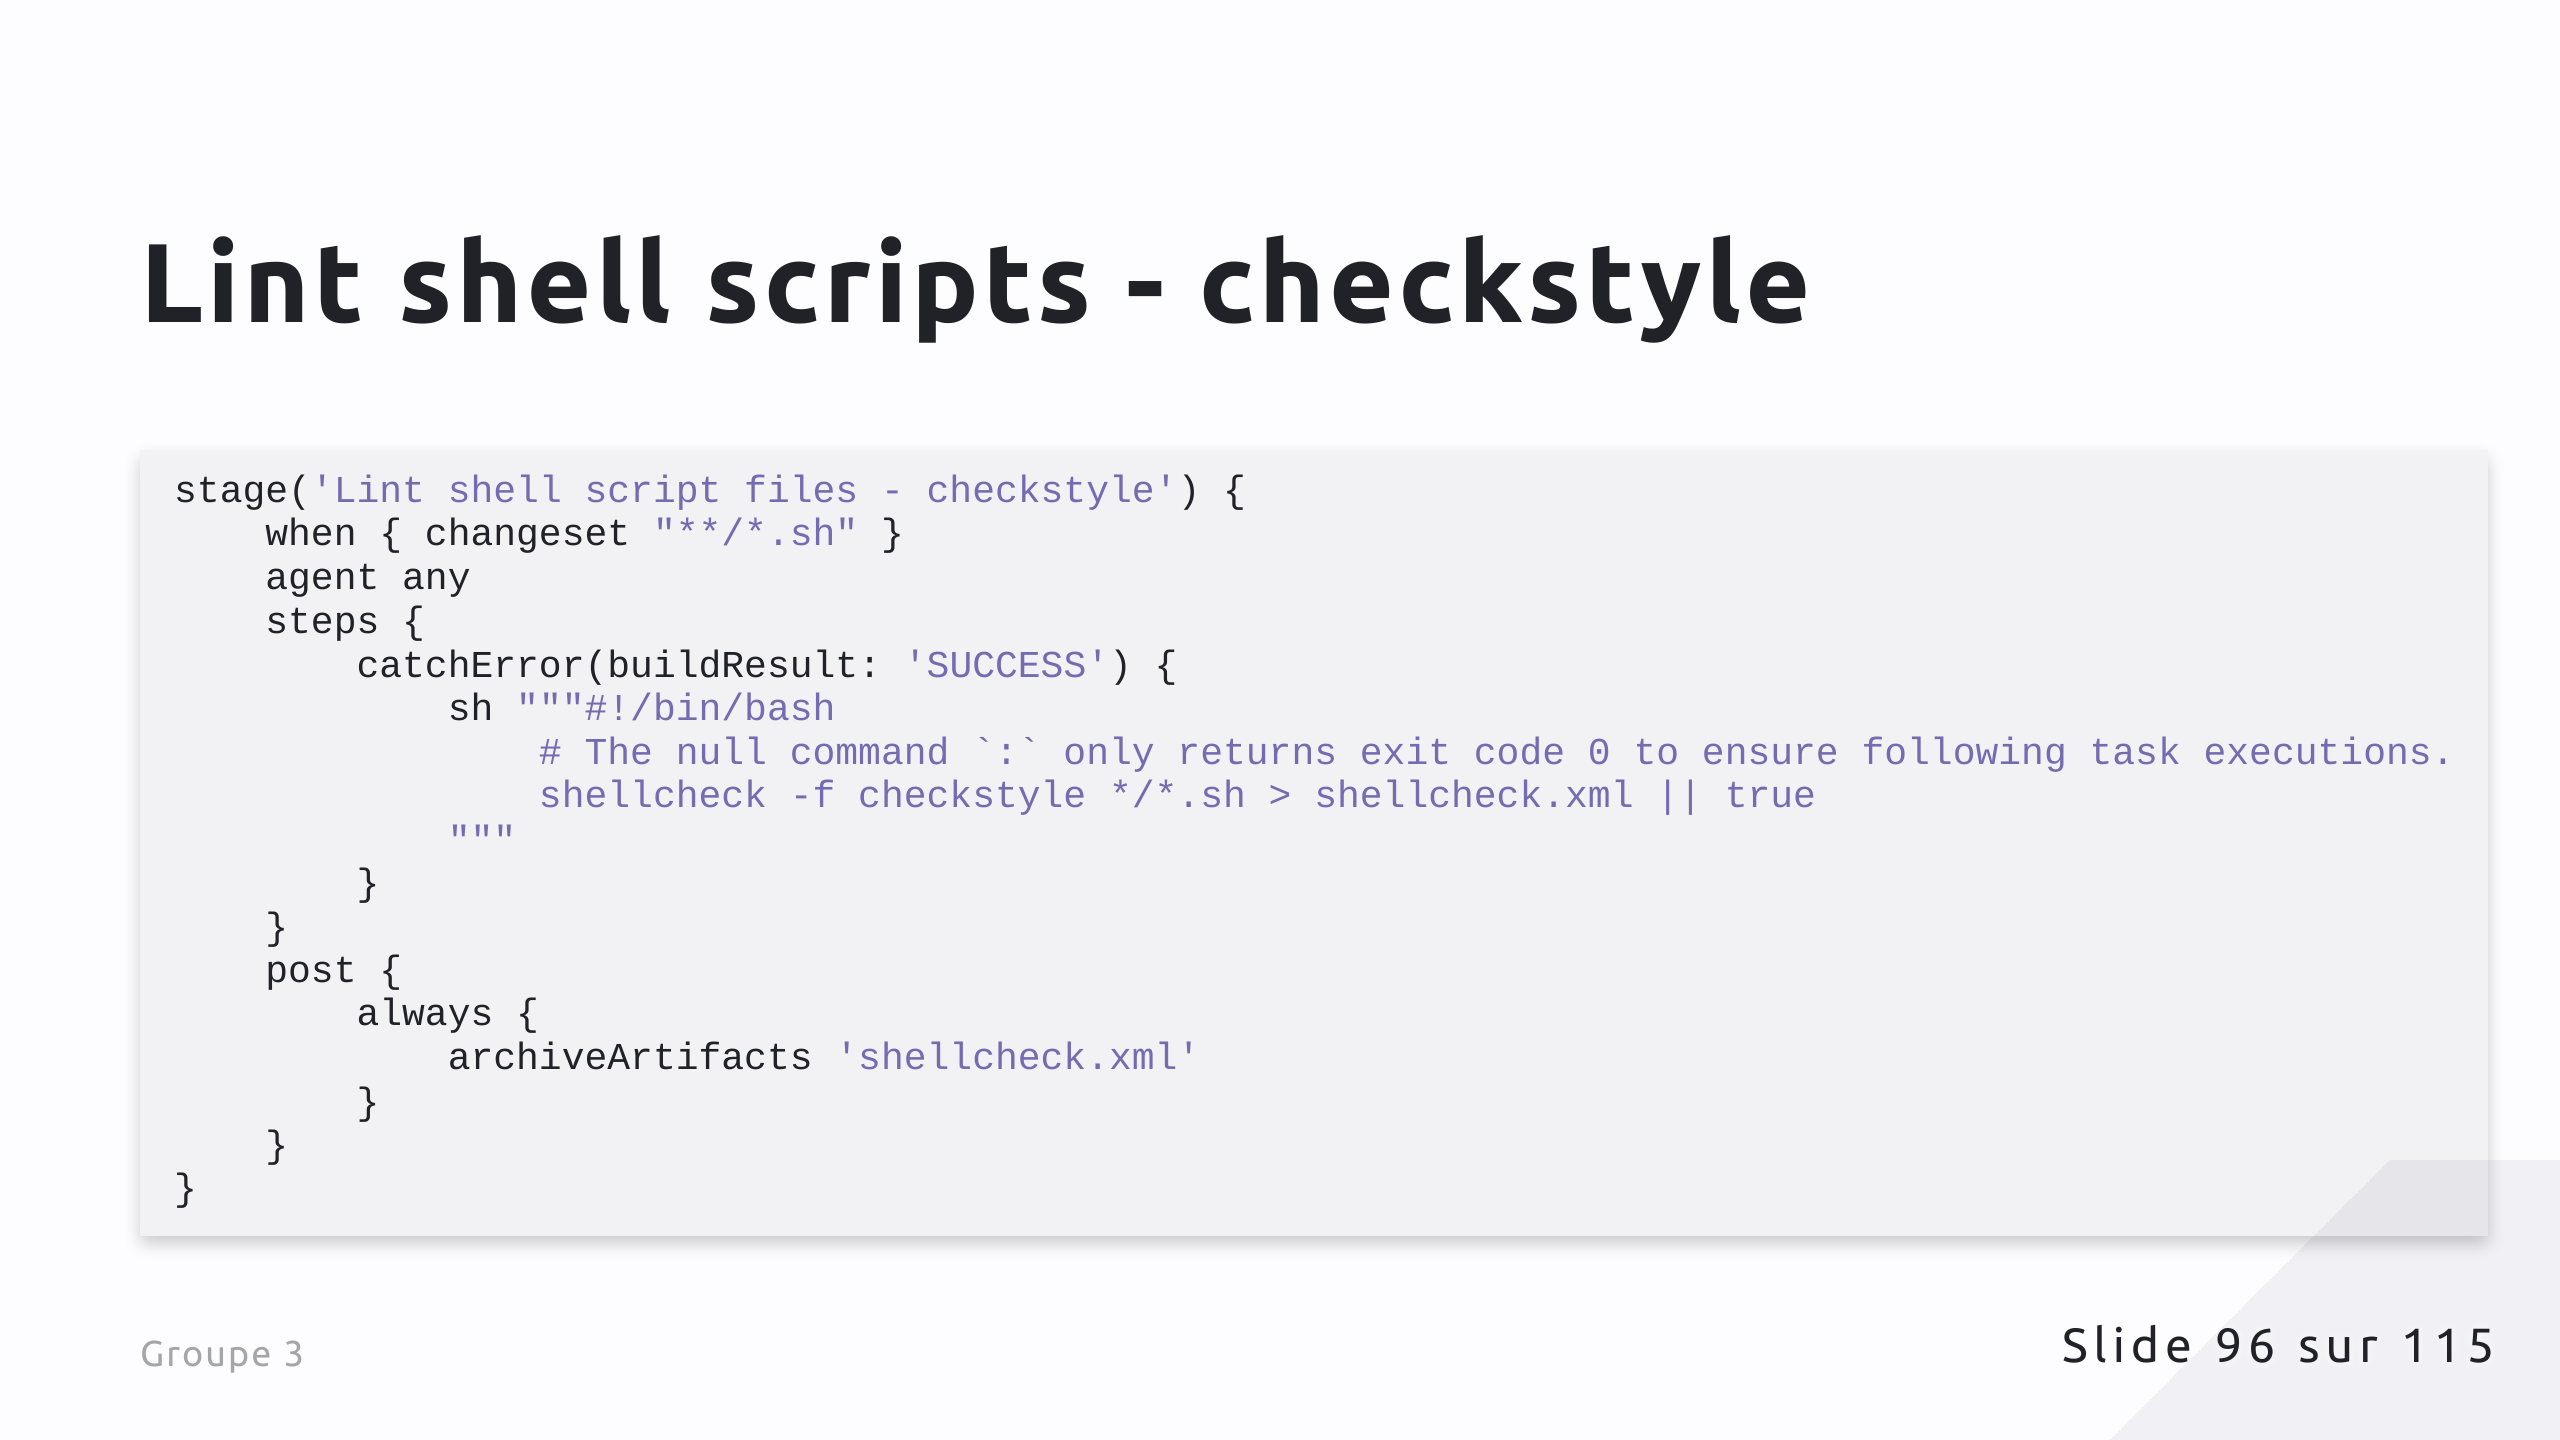 Lint shell scripts - checkstyle
stage('Lint shell script files - checkstyle') {
    when { changeset "**/*.sh" }
    agent any
    steps {
        catchError(buildResult: 'SUCCESS') {
            sh """#!/bin/bash
                # The null command `:` only returns exit code 0 to ensure following task executions.
                shellcheck -f checkstyle */*.sh > shellcheck.xml || true
            """
        }
    }
    post {
        always {
            archiveArtifacts 'shellcheck.xml'
        }
    }
}
Groupe 3
Slide 96 sur 115